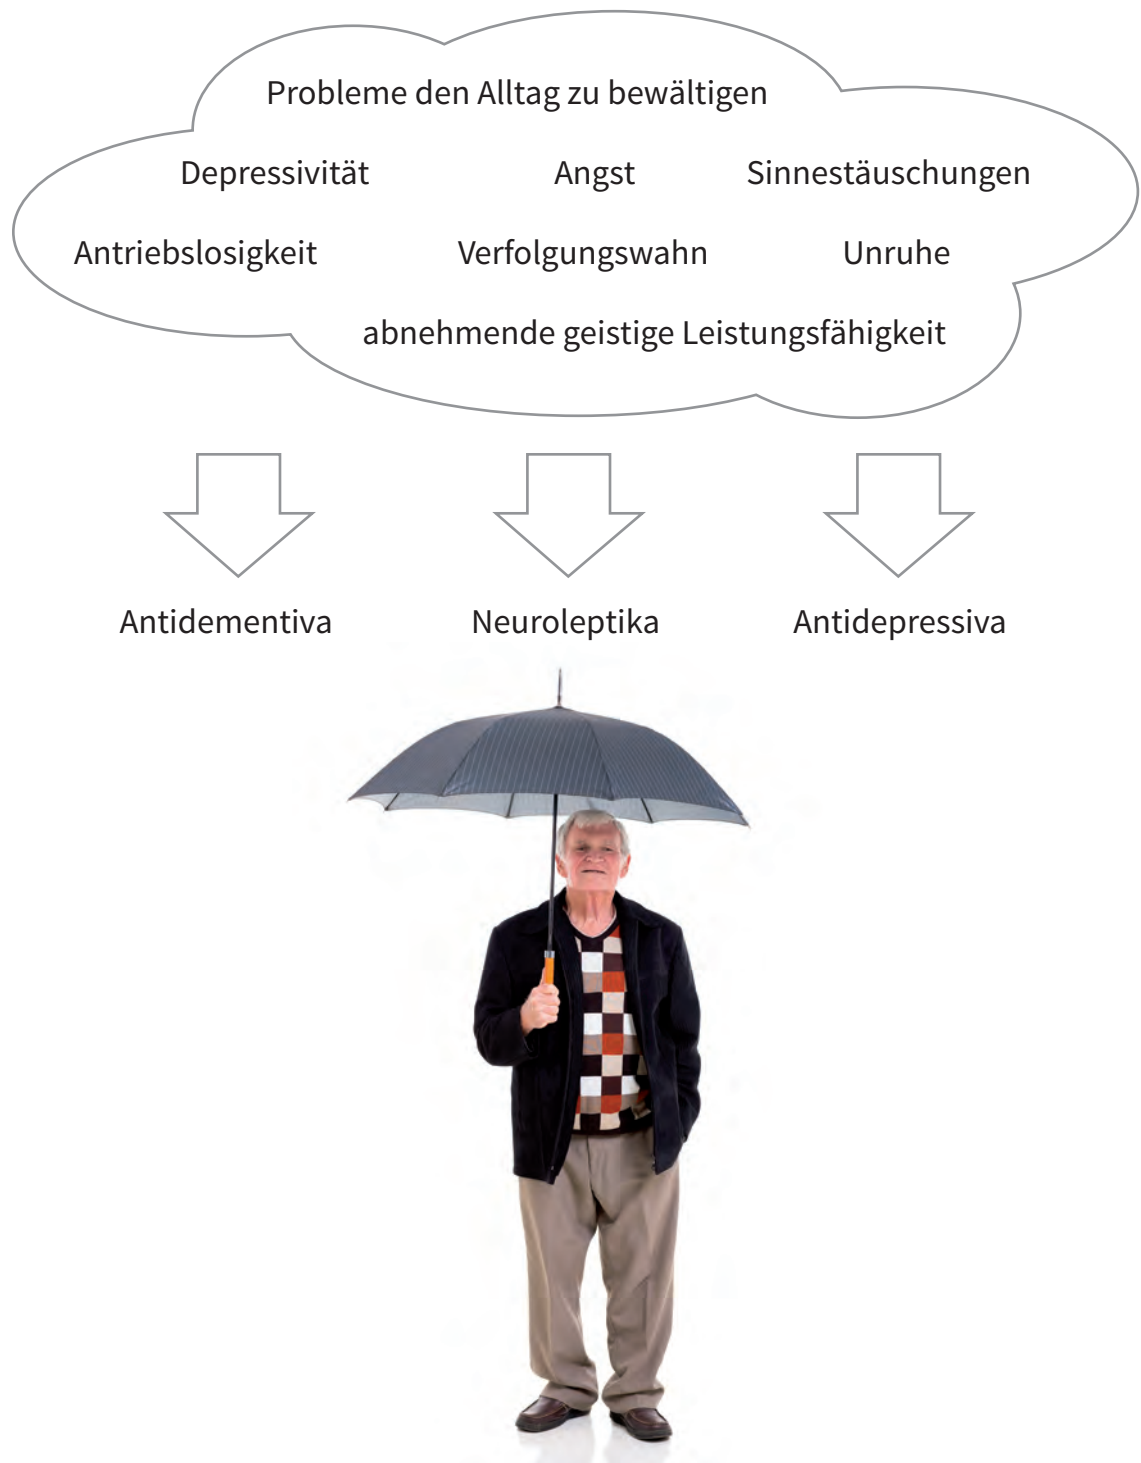 Probleme den Alltag zu bewältigen
Depressivität Angst Sinnestäuschungen
Antriebslosigkeit Verfolgungswahn Unruhe
abnehmende geistige Leistungsfähigkeit
Antidementiva Neuroleptika Antidepressiva